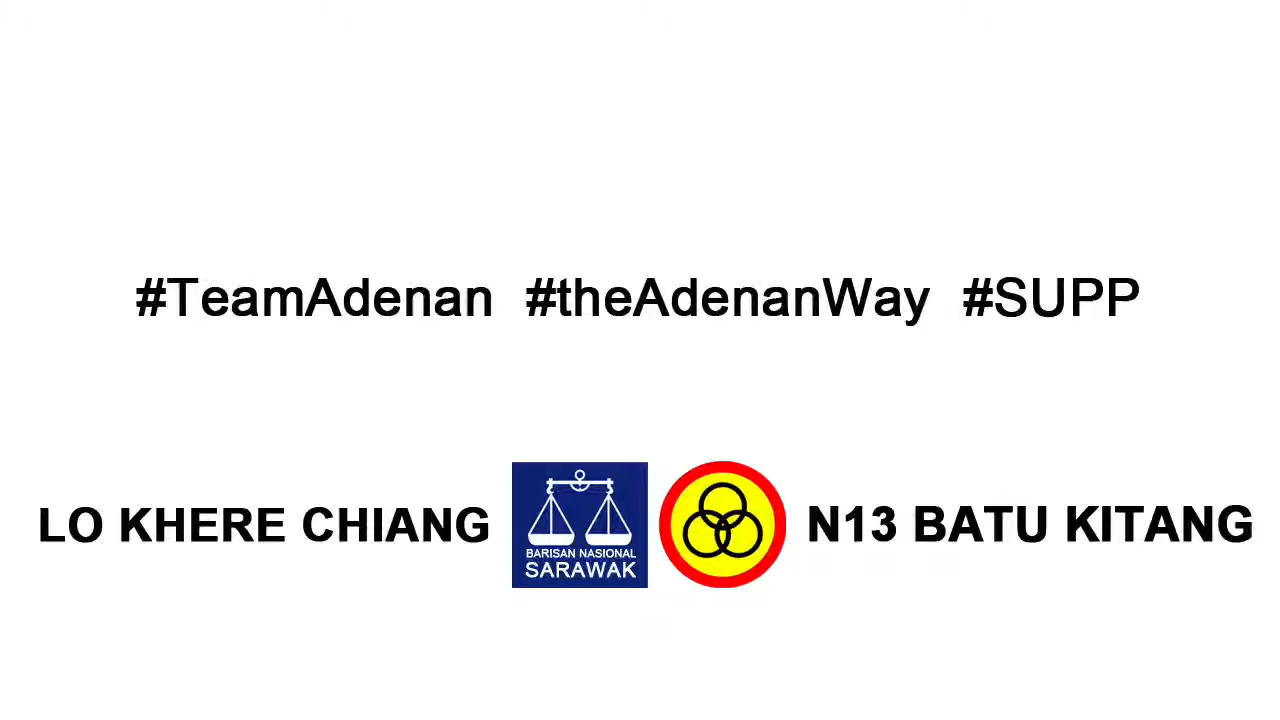 #TeamAdenan #theAdenanWay #SUPP
LO KHERE CHIANG
BARISAN NASIONAL
SARAWAK
N13 BATU KITANG